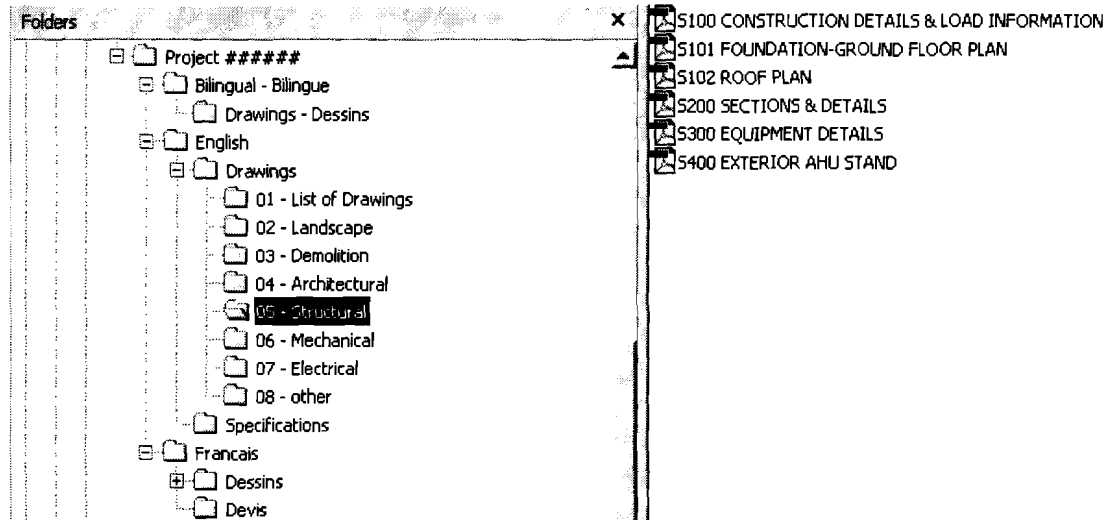 Folders
Project ######
Bilingual - Bilingue
Drawings - Dessins
English
Drawings
01 - List of Drawings
02 - Landscape
03 - Demolition
04 - Architectural
05 - Structural
06 - Mechanical
07 - Electrical
08 - other
Specifications
Francais
Dessins
Devis
S100 CONSTRUCTION DETAILS & LOAD INFORMATION
S101 FOUNDATION-GROUND FLOOR PLAN
S102 ROOF PLAN
S200 SECTIONS & DETAILS
S300 EQUIPMENT DETAILS
S400 EXTERIOR AHU STAND